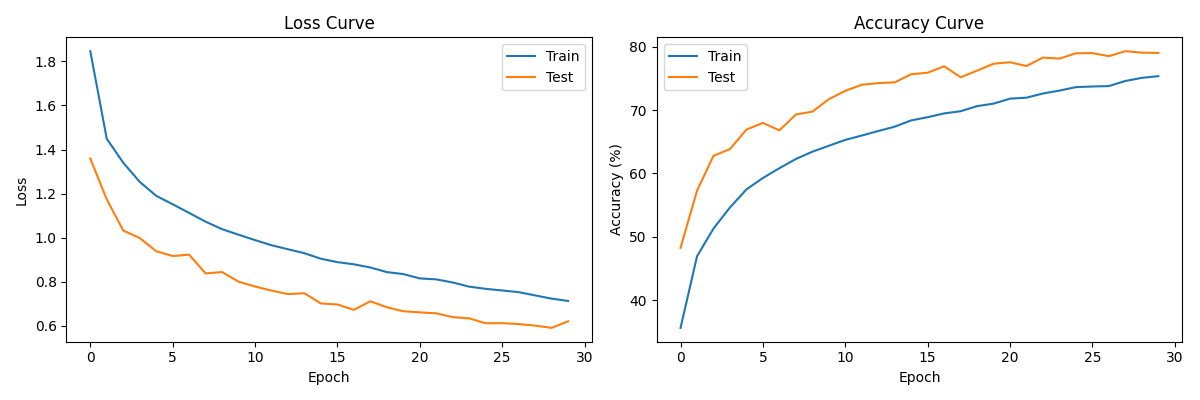 Loss Curve
Loss
1.8
1.6
1.4
1.2
1.0
0.8
0.6
Train
Test
0 5 10 15 20 25 30
Epoch
Accuracy Curve
Accuracy (%)
80
70
60
50
40
Train
Test
0 5 10 15 20 25 30
Epoch